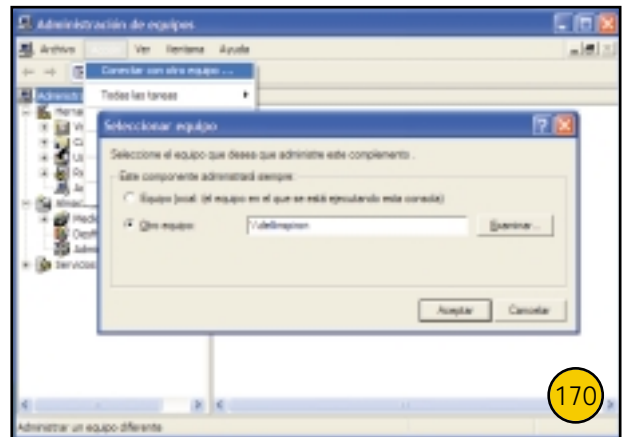 Administración de equipos
Archivo Ver Ventana Ayuda
Conectar con otro equipo ...
Todas las tareas
Seleccionar equipo
Seleccione el equipo que desea que administre este complemento .
Este componente administrará siempre:
Equipo local: (el equipo en el que se está ejecutando esta consola)
Otro equipo:
Examinar...
Aceptar Cancelar
170
Administrar un equipo diferente